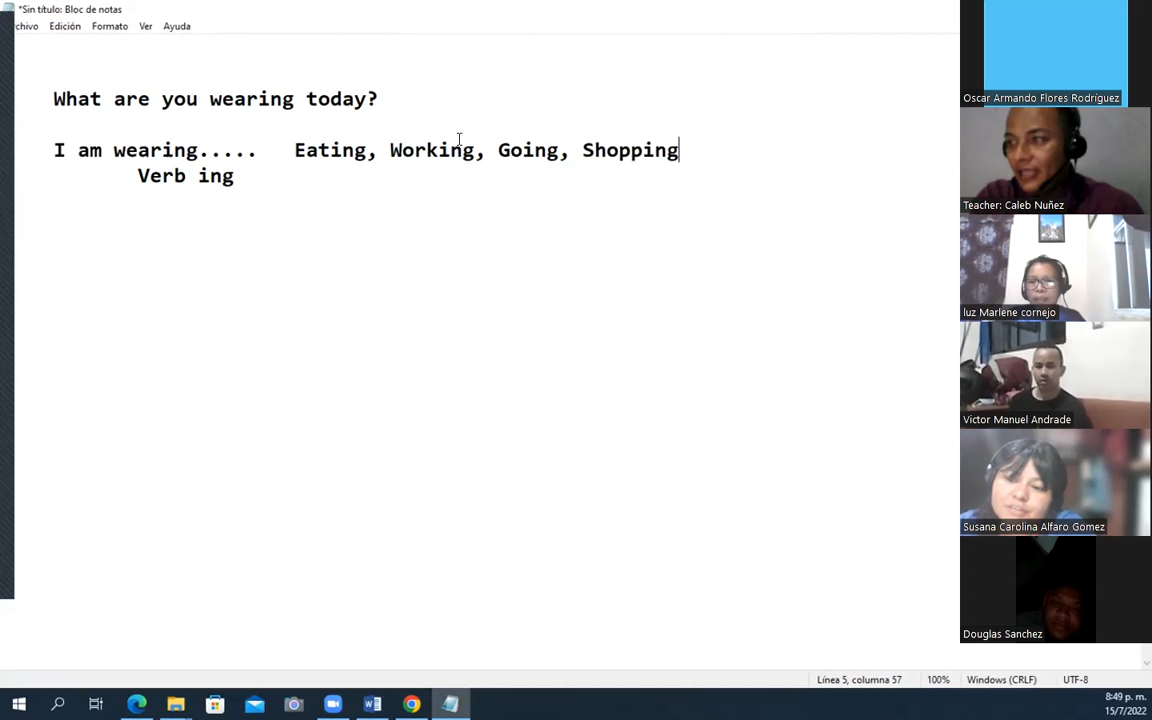 *Sin título: Bloc de notas
rchivo Edición Formato Ver Ayuda
What are you wearing today?
I am wearing..... Eating, Working, Going, Shopping
Verb ing
Oscar Armando Flores Rodríguez
Teacher: Caleb Nuñez
luz Marlene cornejo
Victor Manuel Andrade
Susana Carolina Alfaro Gomez
Douglas Sanchez
Línea 5, columna 57 100% Windows (CRLF) UTF-8
8:49 p. m.
15/7/2022